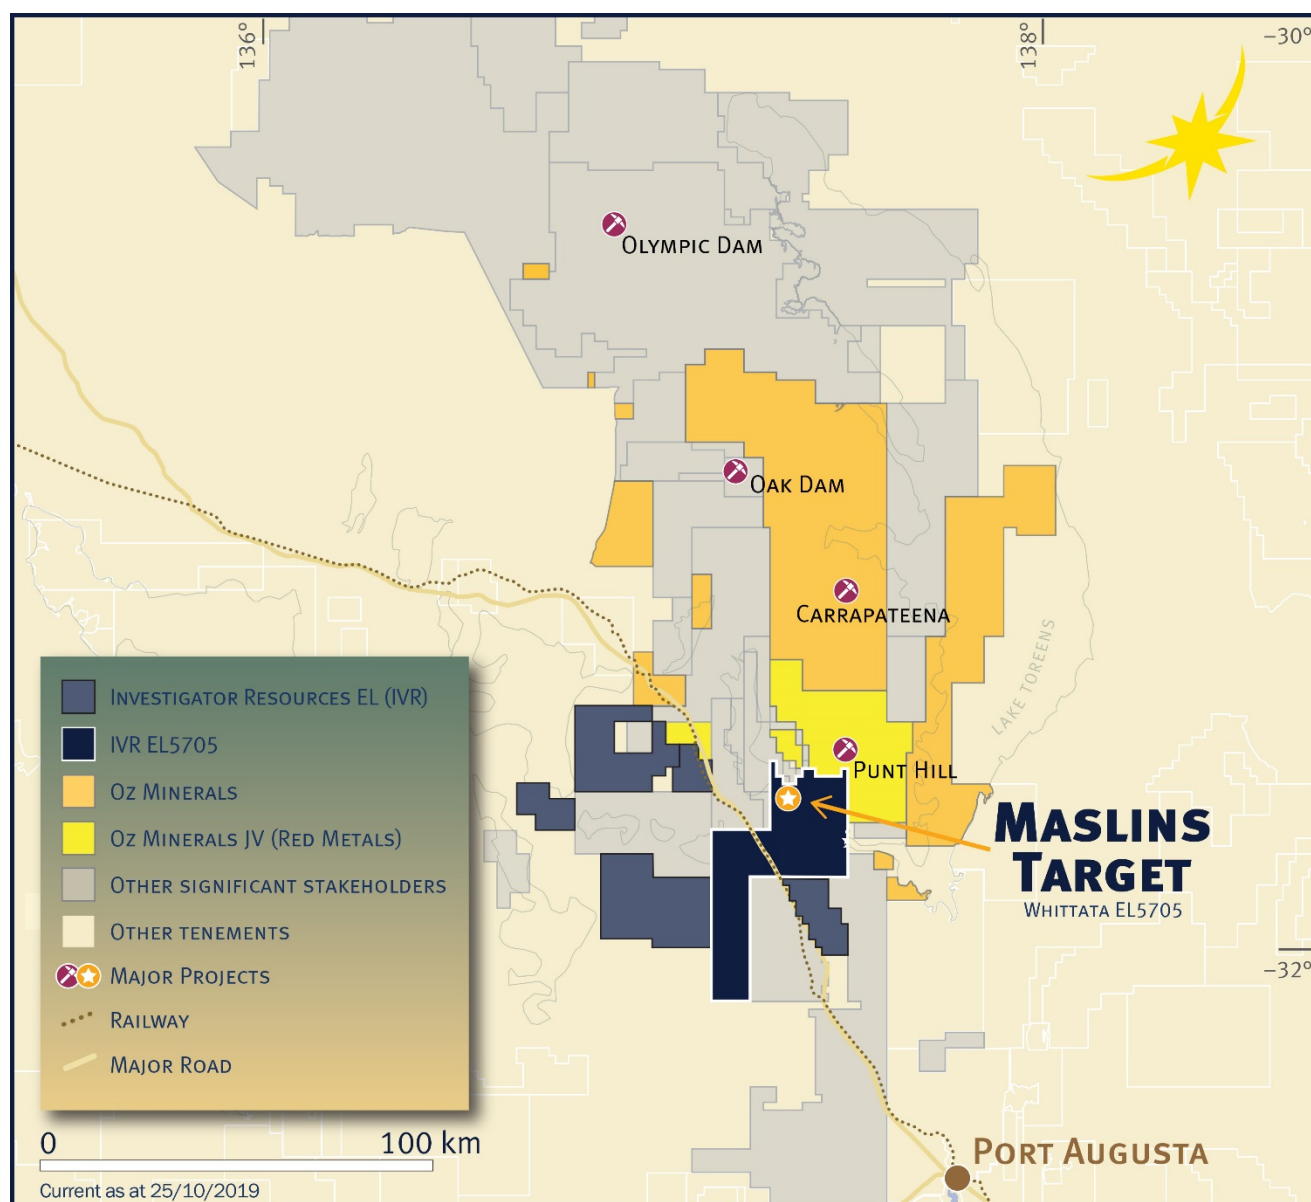 136°
138°
–30°
Olympic Dam
Oak Dam
Carrapateena
Lake Toreens
Punt Hill
Maslins
Target
Whittata EL5705
–32°
Investigator Resources EL (IVR)
IVR EL5705
Oz Minerals
Oz Minerals JV (Red Metals)
Other significant stakeholders
Other tenements
Major Projects
Railway
Major Road
0 100 km
Current as at 25/10/2019
Port Augusta